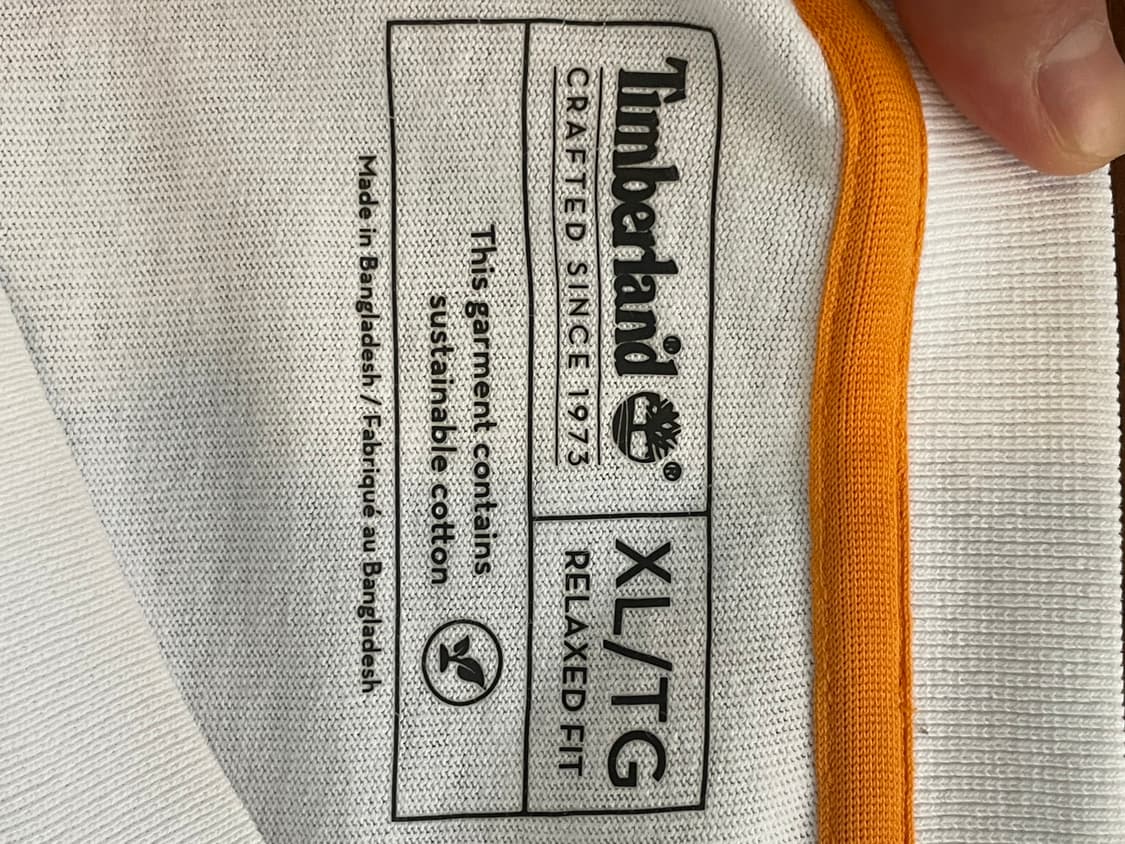 Timberland®
CRAFTED SINCE 1973
XL/TG
RELAXED FIT
This garment contains
sustainable cotton
Made in Bangladesh / Fabriqué au Bangladesh